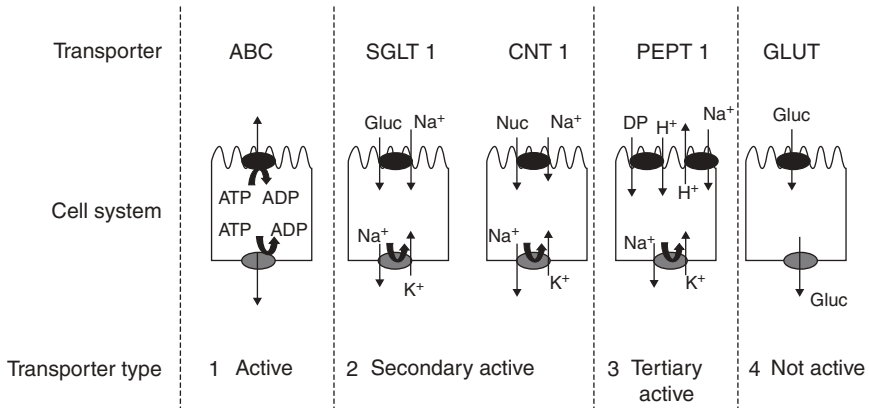 Transporter ABC SGLT 1 CNT 1 PEPT 1 GLUT
Gluc Na⁺ Nuc Na⁺ DP H⁺ Na⁺ Gluc
ATP ADP H⁺
Cell system
ATP ADP Na⁺ Na⁺ Na⁺
K⁺ K⁺ K⁺ Gluc
Transporter type 1 Active 2 Secondary active 3 Tertiary 4 Not active
active